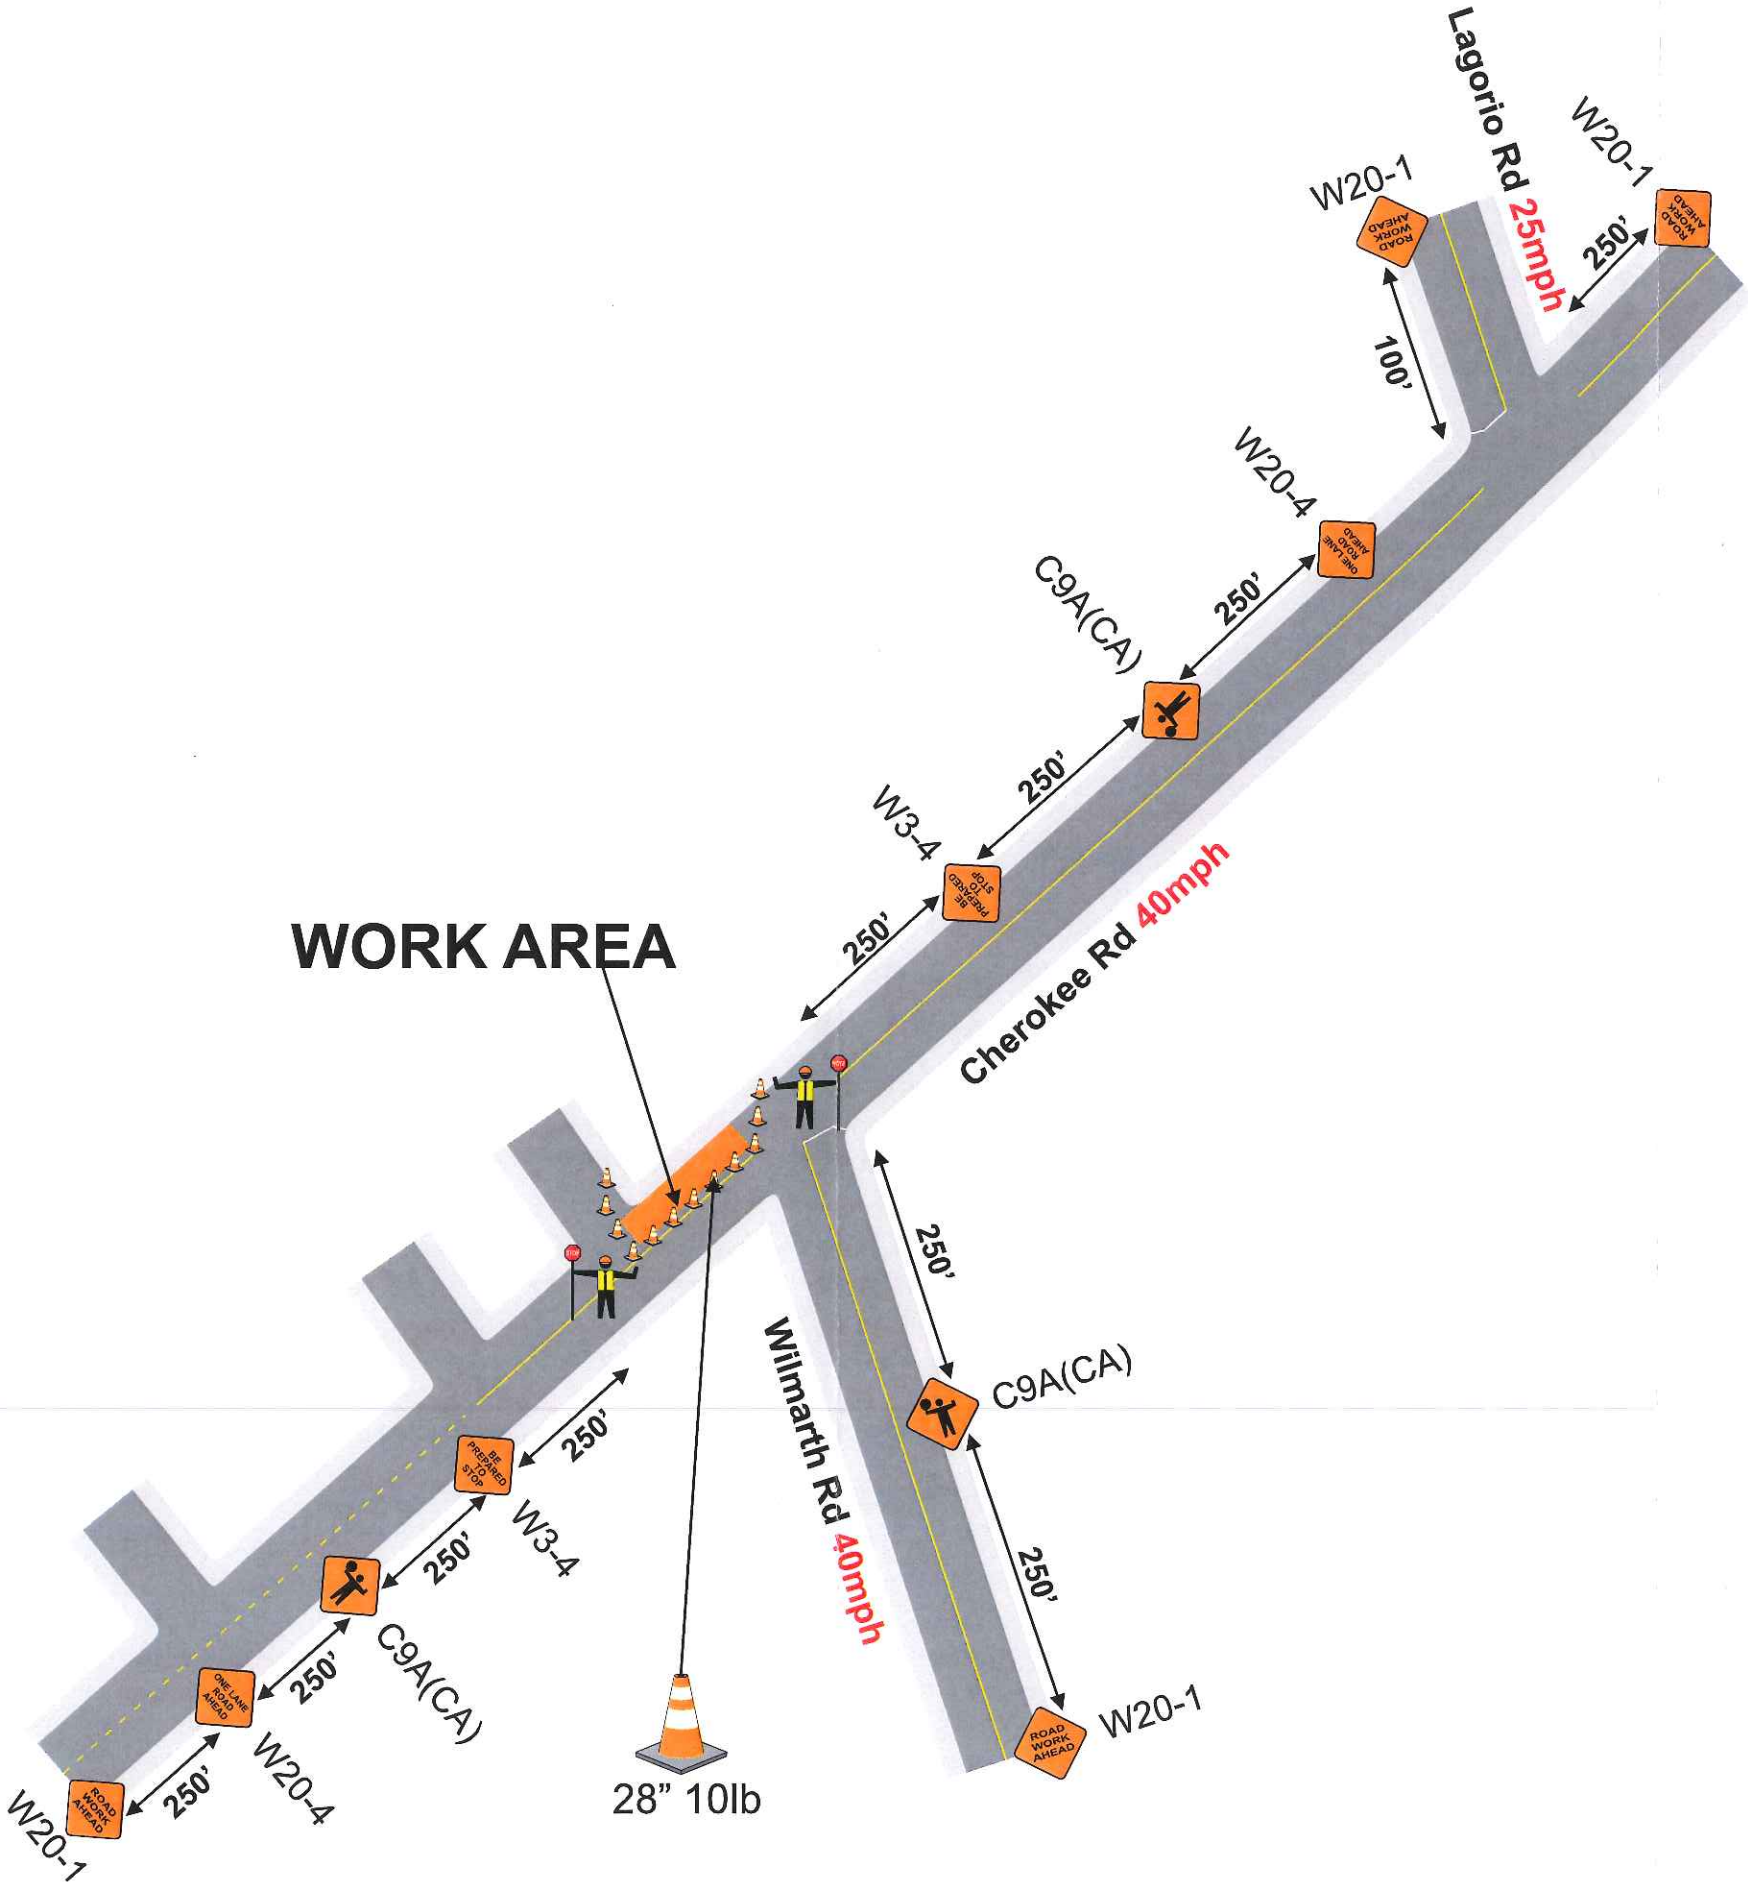 Lagorio Rd 25mph
W20-1
ROAD
WORK
AHEAD
250'
W20-1
ROAD
WORK
AHEAD
100'
W20-4
ONE LANE
ROAD
AHEAD
250'
C9A(CA)
250'
W3-4
BE
PREPARED
TO
STOP
250'
Cherokee Rd 40mph
WORK AREA
STOP
STOP
250'
C9A(CA)
250'
Wilmarth Rd 40mph
ROAD
WORK
AHEAD
W20-1
250'
BE
PREPARED
TO
STOP
W3-4
250'
C9A(CA)
250'
ONE LANE
ROAD
AHEAD
W20-4
250'
ROAD
WORK
AHEAD
W20-1
28” 10lb